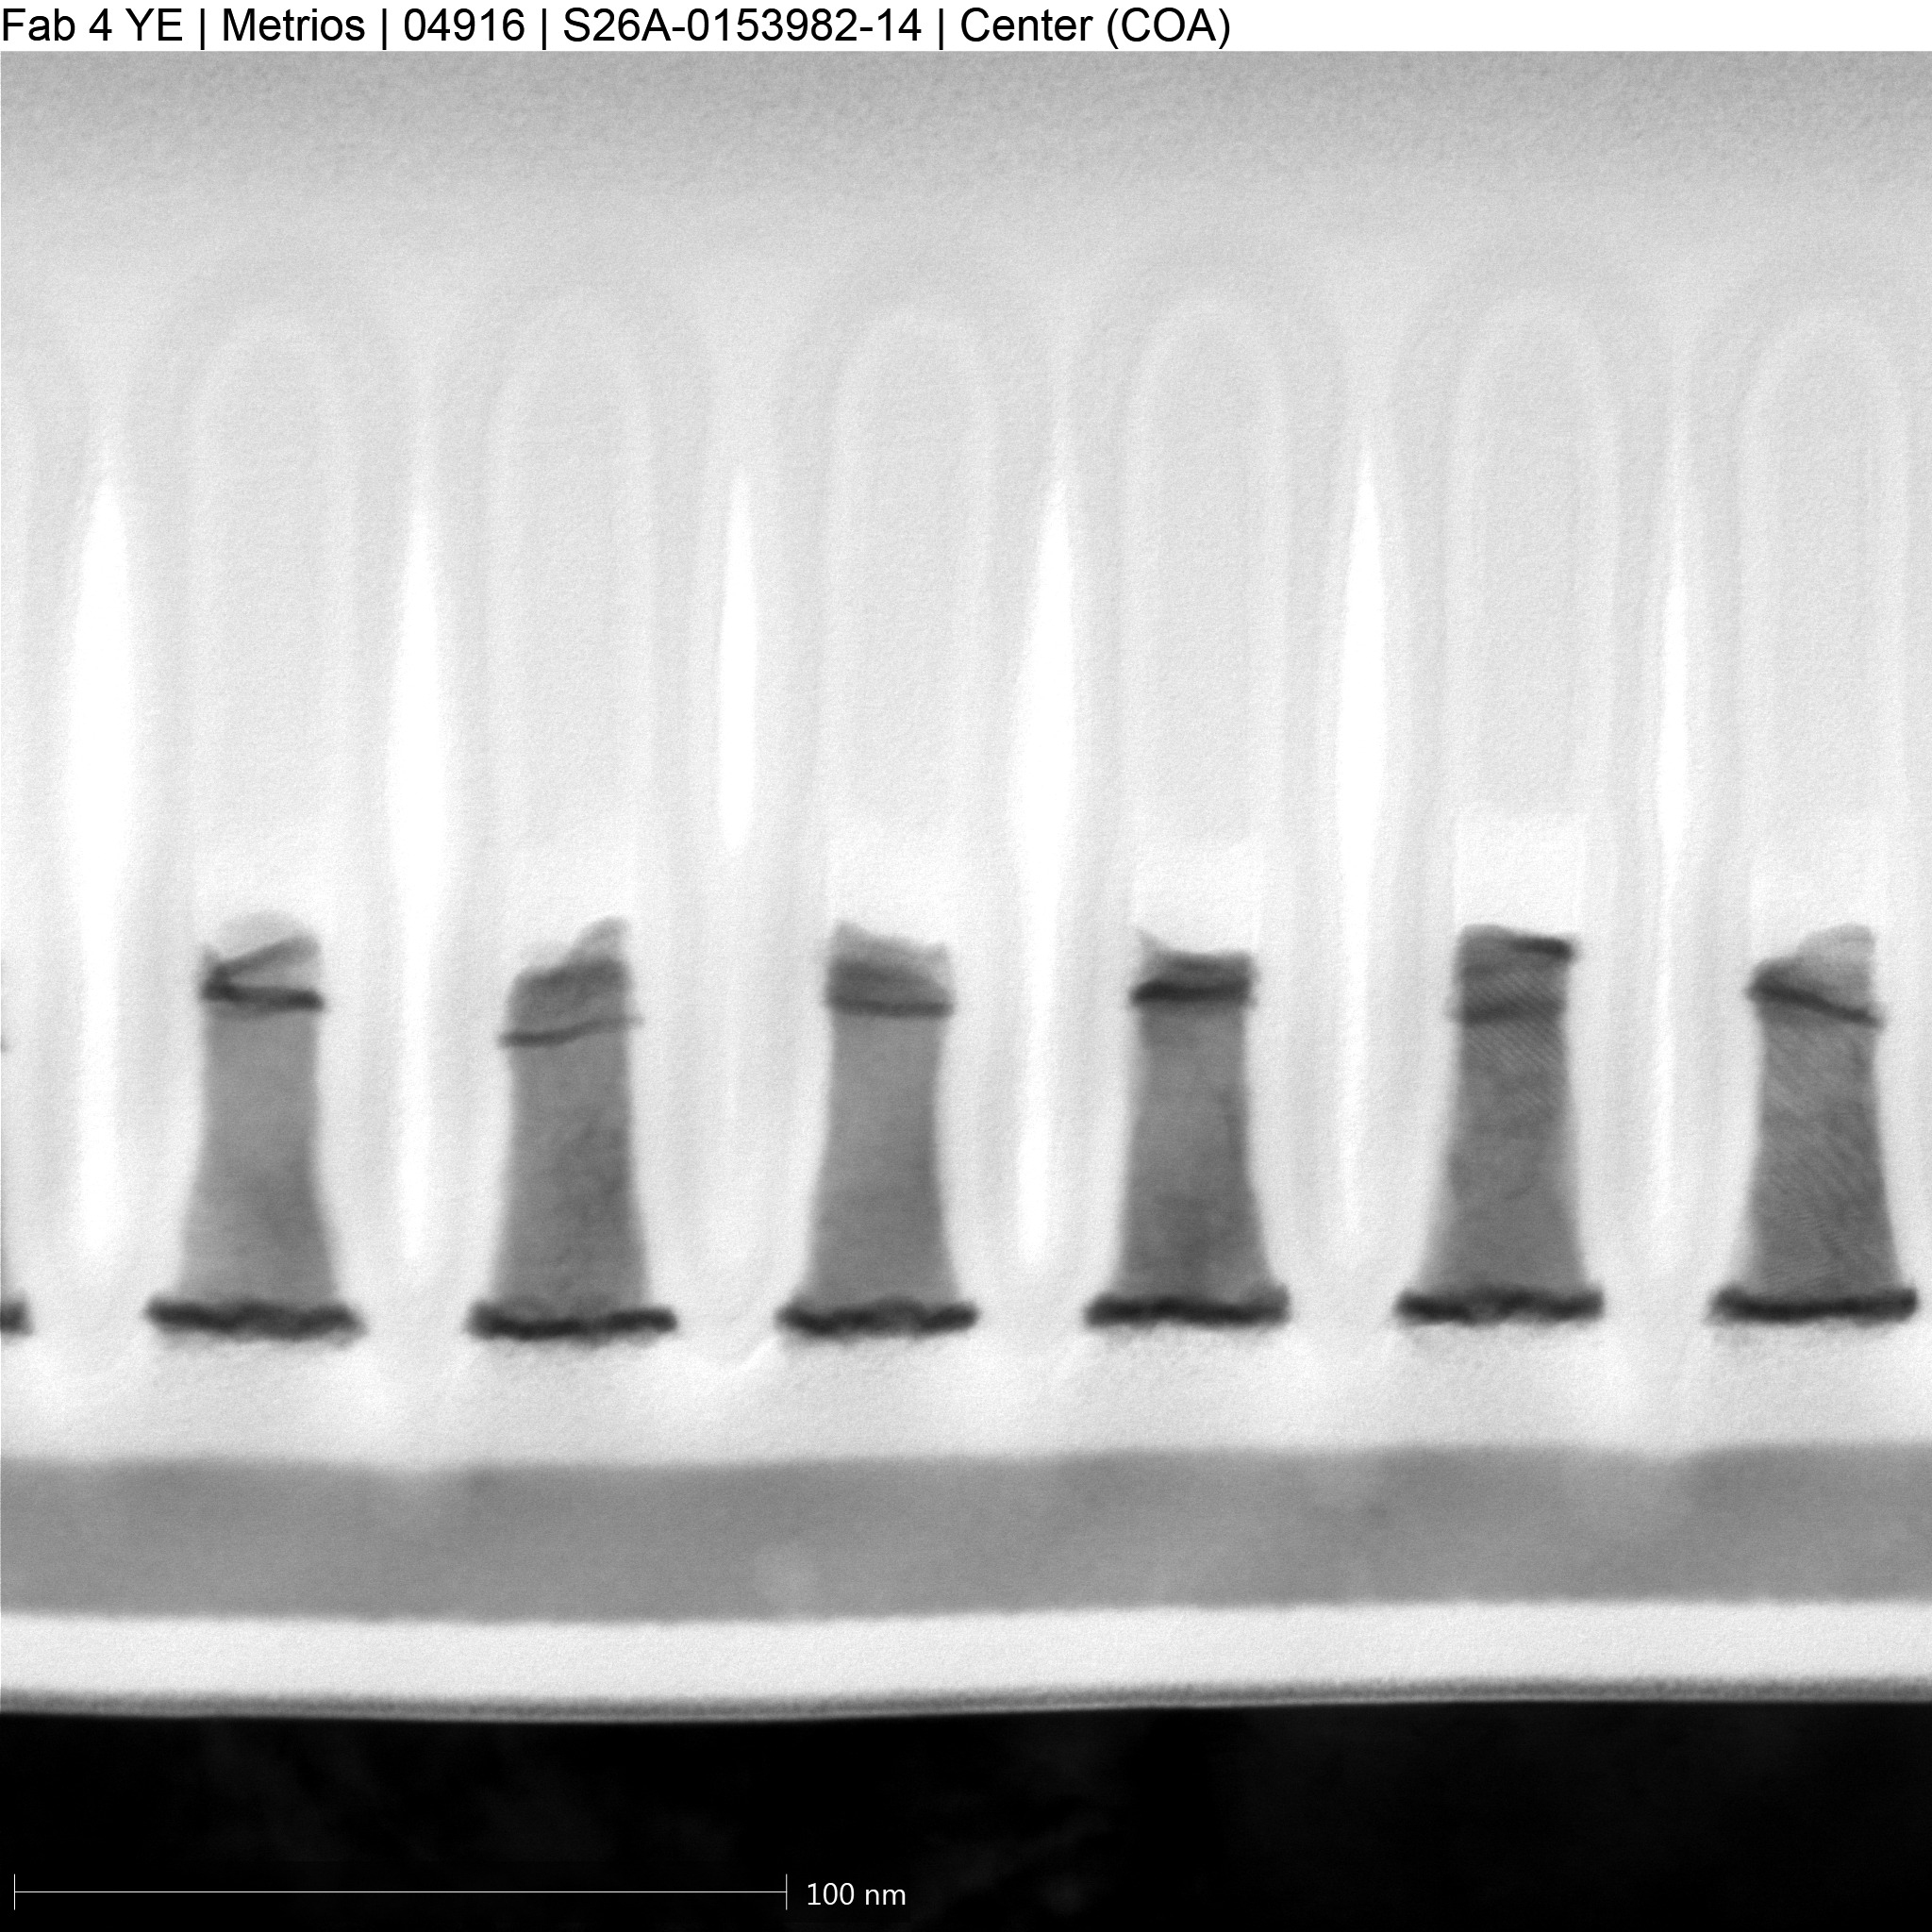 Fab 4 YE | Metrios | 04916 | S26A-0153982-14 | Center (COA)
100 nm